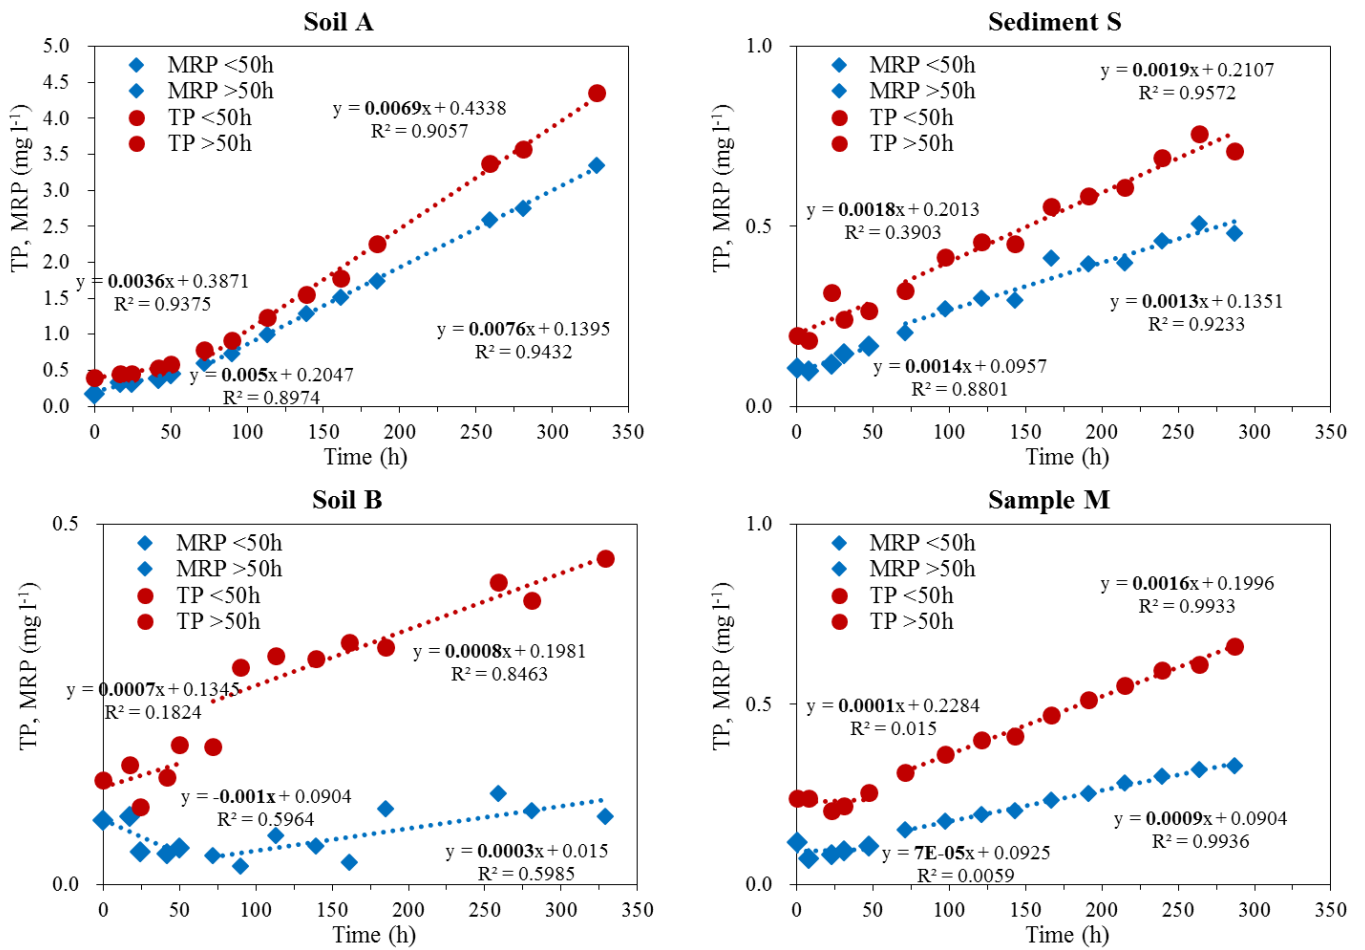 Soil A
5.0
4.5
4.0
3.5
3.0
2.5
2.0
1.5
1.0
0.5
0.0
TP, MRP (mg l-1)
MRP <50h
MRP >50h
TP <50h
TP >50h
y = 0.0069x + 0.4338
R² = 0.9057
y = 0.0036x + 0.3871
R² = 0.9375
y = 0.0076x + 0.1395
R² = 0.9432
y = 0.005x + 0.2047
R² = 0.8974
0 50 100 150 200 250 300 350
Time (h)
Sediment S
1.0
0.5
0.0
TP, MRP (mg l-1)
MRP <50h
MRP >50h
TP <50h
TP >50h
y = 0.0019x + 0.2107
R² = 0.9572
y = 0.0018x + 0.2013
R² = 0.3903
y = 0.0013x + 0.1351
R² = 0.9233
y = 0.0014x + 0.0957
R² = 0.8801
0 50 100 150 200 250 300 350
Time (h)
Soil B
0.5
0.0
TP, MRP (mg l-1)
MRP <50h
MRP >50h
TP <50h
TP >50h
y = 0.0008x + 0.1981
R² = 0.8463
y = 0.0007x + 0.1345
R² = 0.1824
y = -0.001x + 0.0904
R² = 0.5964
y = 0.0003x + 0.015
R² = 0.5985
0 50 100 150 200 250 300 350
Time (h)
Sample M
1.0
0.5
0.0
TP, MRP (mg l-1)
MRP <50h
MRP >50h
TP <50h
TP >50h
y = 0.0016x + 0.1996
R² = 0.9933
y = 0.0001x + 0.2284
R² = 0.015
y = 0.0009x + 0.0904
R² = 0.9936
y = 7E-05x + 0.0925
R² = 0.0059
0 50 100 150 200 250 300 350
Time (h)